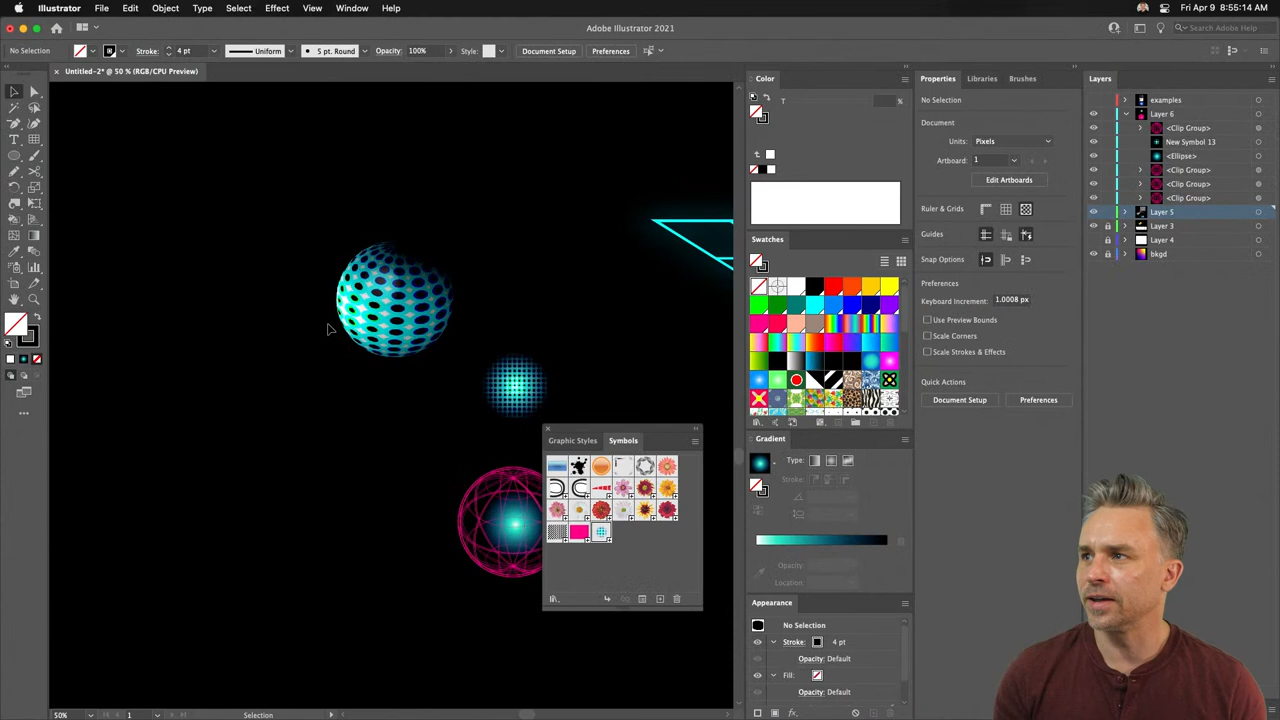 Illustrator File Edit Object Type Select Effect View Window Help
Fri Apr 9 8:55:14 AM
Adobe Illustrator 2021
Search Adobe Help
No Selection
Stroke: 4 pt
Uniform
5 pt. Round
Opacity: 100%
Style:
Document Setup
Preferences
Untitled-2* @ 50 % (RGB/CPU Preview)
Color
T
%
Swatches
Gradient
Type:
Stroke:
Opacity:
Location:
Appearance
No Selection
Stroke: 4 pt
Opacity: Default
Fill:
Opacity: Default
Graphic Styles Symbols
Properties Libraries Brushes
No Selection
Document
Units: Pixels
Artboard: 1
Edit Artboards
Ruler & Grids
Guides
Snap Options
Preferences
Keyboard Increment: 1.0008 px
Use Preview Bounds
Scale Corners
Scale Strokes & Effects
Quick Actions
Document Setup
Preferences
Layers
examples
Layer 6
<Clip Group>
New Symbol 13
<Ellipse>
<Clip Group>
<Clip Group>
<Clip Group>
Layer 5
Layer 3
Layer 4
bkgd
50%
1
Selection